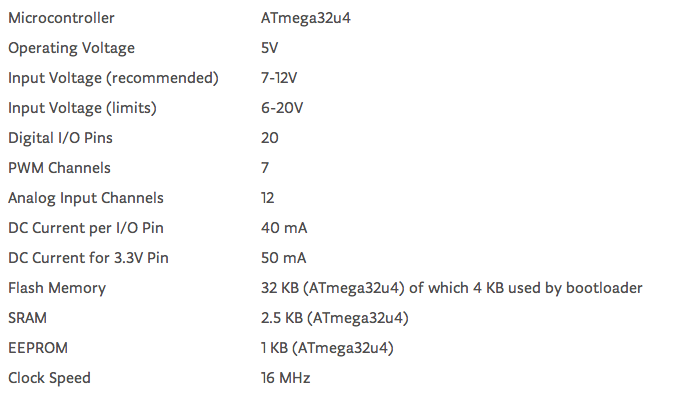 Microcontroller ATmega32u4
Operating Voltage 5V
Input Voltage (recommended) 7-12V
Input Voltage (limits) 6-20V
Digital I/O Pins 20
PWM Channels 7
Analog Input Channels 12
DC Current per I/O Pin 40 mA
DC Current for 3.3V Pin 50 mA
Flash Memory 32 KB (ATmega32u4) of which 4 KB used by bootloader
SRAM 2.5 KB (ATmega32u4)
EEPROM 1 KB (ATmega32u4)
Clock Speed 16 MHz